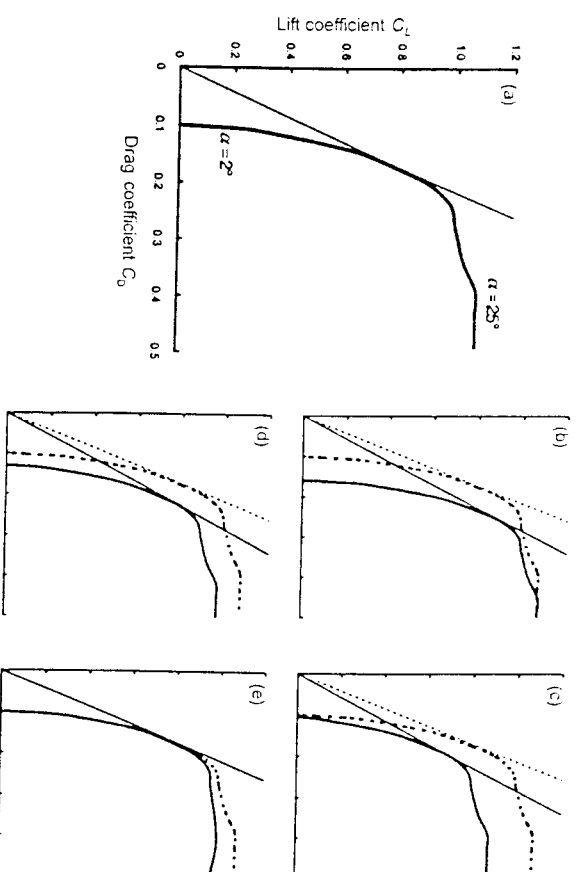 (a)
Lift coefficient C_L
1.2
1.0
0.8
0.6
0.4
0.2
0
0
0.1
0.2
0.3
0.4
0.5
Drag coefficient C_D
α = 2°
α = 25°
(b)
(c)
(d)
(e)